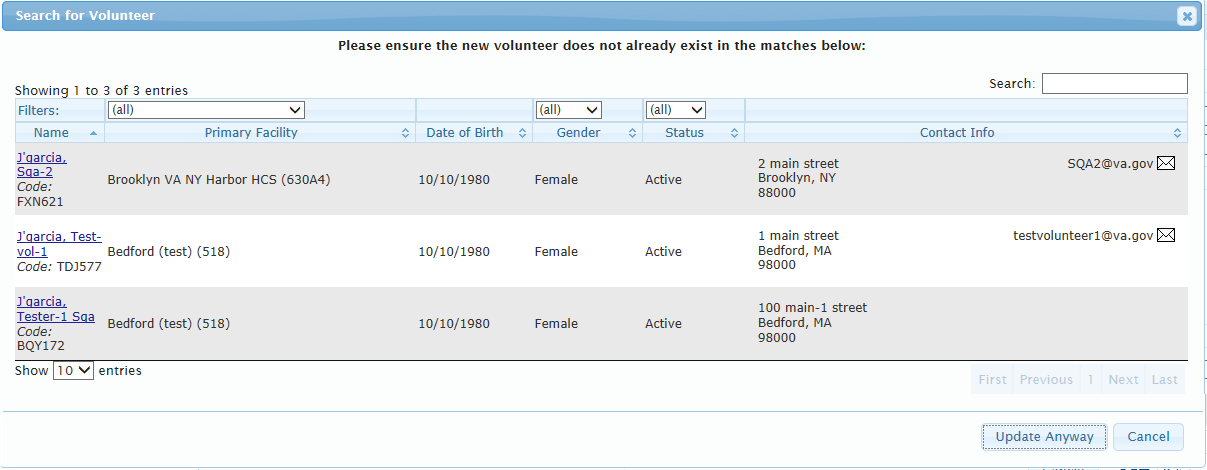 Search for Volunteer
Please ensure the new volunteer does not already exist in the matches below:
Showing 1 to 3 of 3 entries
Search:
Filters: (all) (all) (all)
Name Primary Facility Date of Birth Gender Status Contact Info
J'garcia,
Sqa-2
Code:
FXN621
Brooklyn VA NY Harbor HCS (630A4) 10/10/1980 Female Active
2 main street
Brooklyn, NY
88000
SQA2@va.gov
J'garcia, Test-
vol-1
Code: TDJ577
Bedford (test) (518) 10/10/1980 Female Active
1 main street
Bedford, MA
98000
testvolunteer1@va.gov
J'garcia,
Tester-1 Sqa
Code:
BQY172
Bedford (test) (518) 10/10/1980 Female Active
100 main-1 street
Bedford, MA
98000
Show 10 entries
First Previous 1 Next Last
Update Anyway Cancel